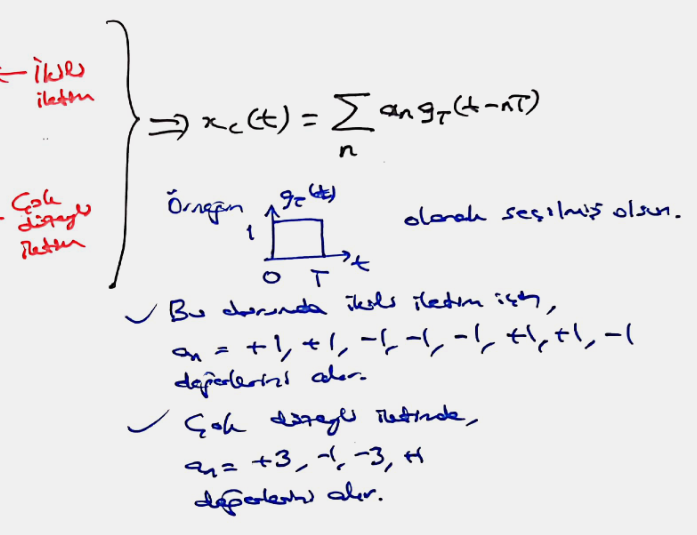 ← İkili
iletim
⇒ x_c(t) = Σ_n a_n g_T(t-nT)
Çok
düzeyli
iletim
Örneğin g_T(t) olarak seçilmiş olsun.
1
t
0 T
✓ Bu durumda ikili iletim için,
a_n = +1, +1, -1, -1, -1, +1, +1, -1
değerlerini alır.
✓ Çok düzeyli iletimde,
a_n = +3, -1, -3, +1
değerlerini alır.